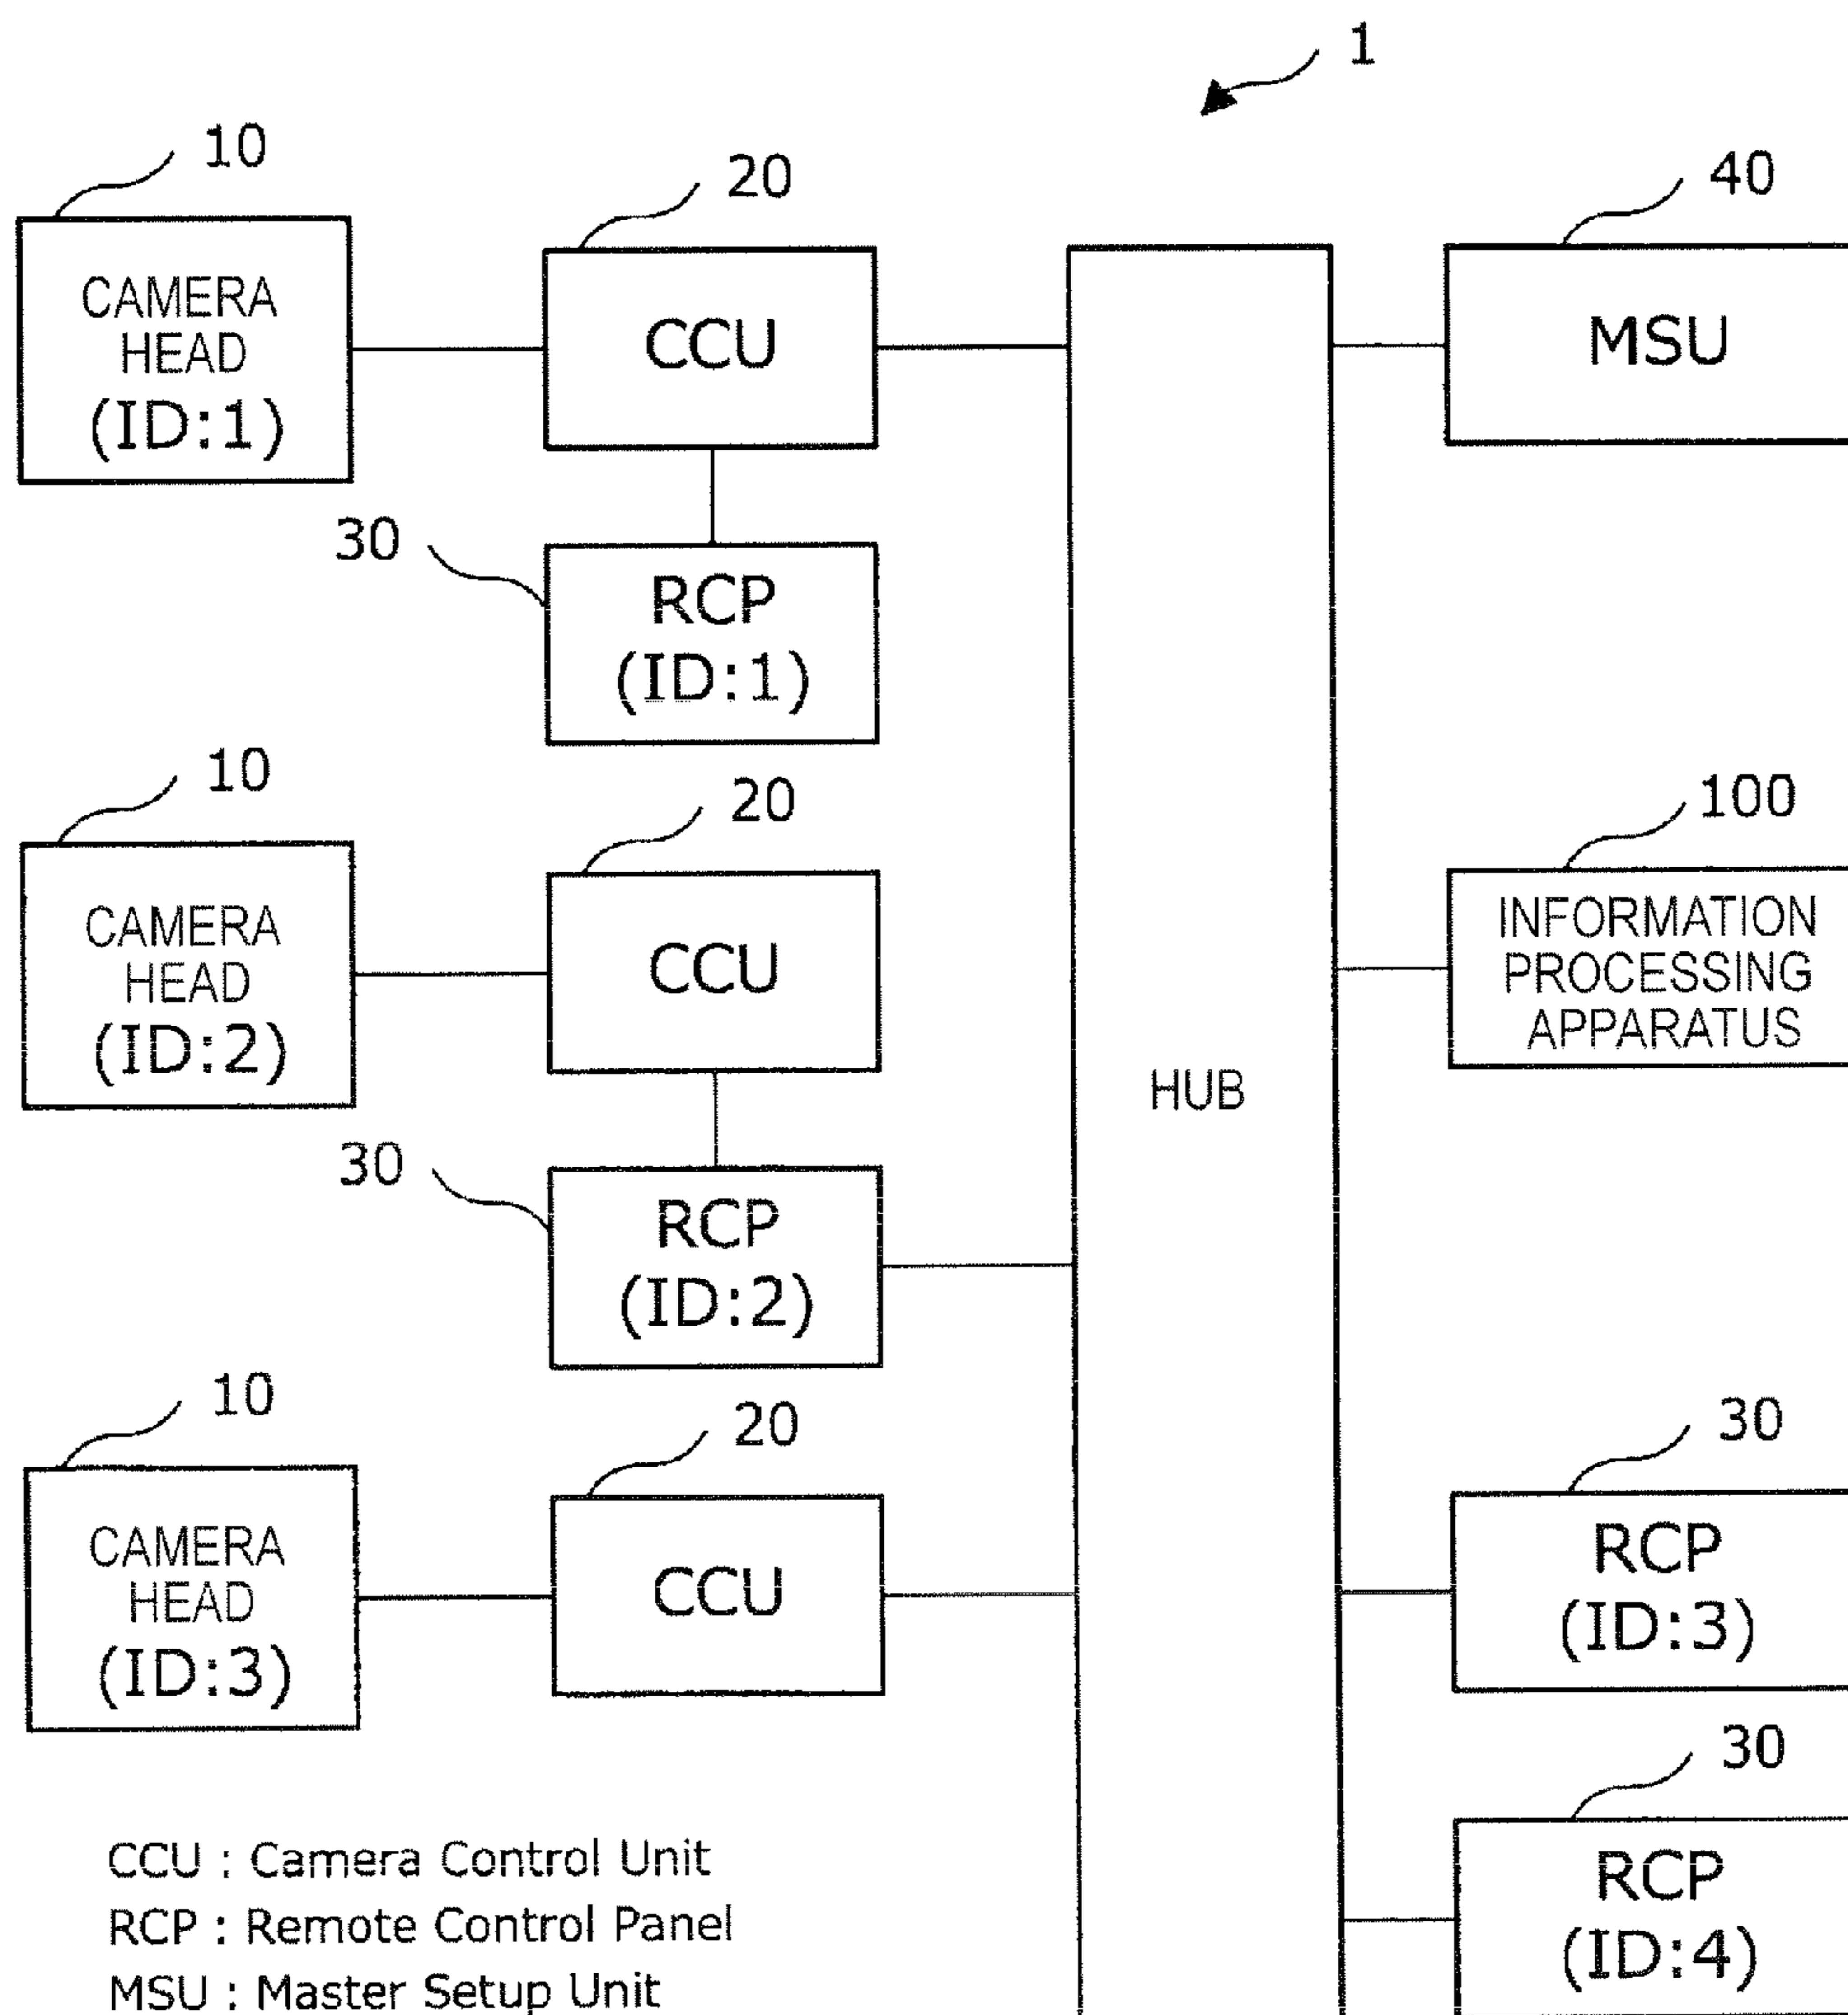 1
10
20
40
CAMERA
HEAD
(ID:1)
CCU
MSU
30
RCP
(ID:1)
10
20
100
CAMERA
HEAD
(ID:2)
CCU
INFORMATION
PROCESSING
APPARATUS
HUB
30
RCP
(ID:2)
10
20
30
CAMERA
HEAD
(ID:3)
CCU
RCP
(ID:3)
30
RCP
(ID:4)
CCU : Camera Control Unit
RCP : Remote Control Panel
MSU : Master Setup Unit